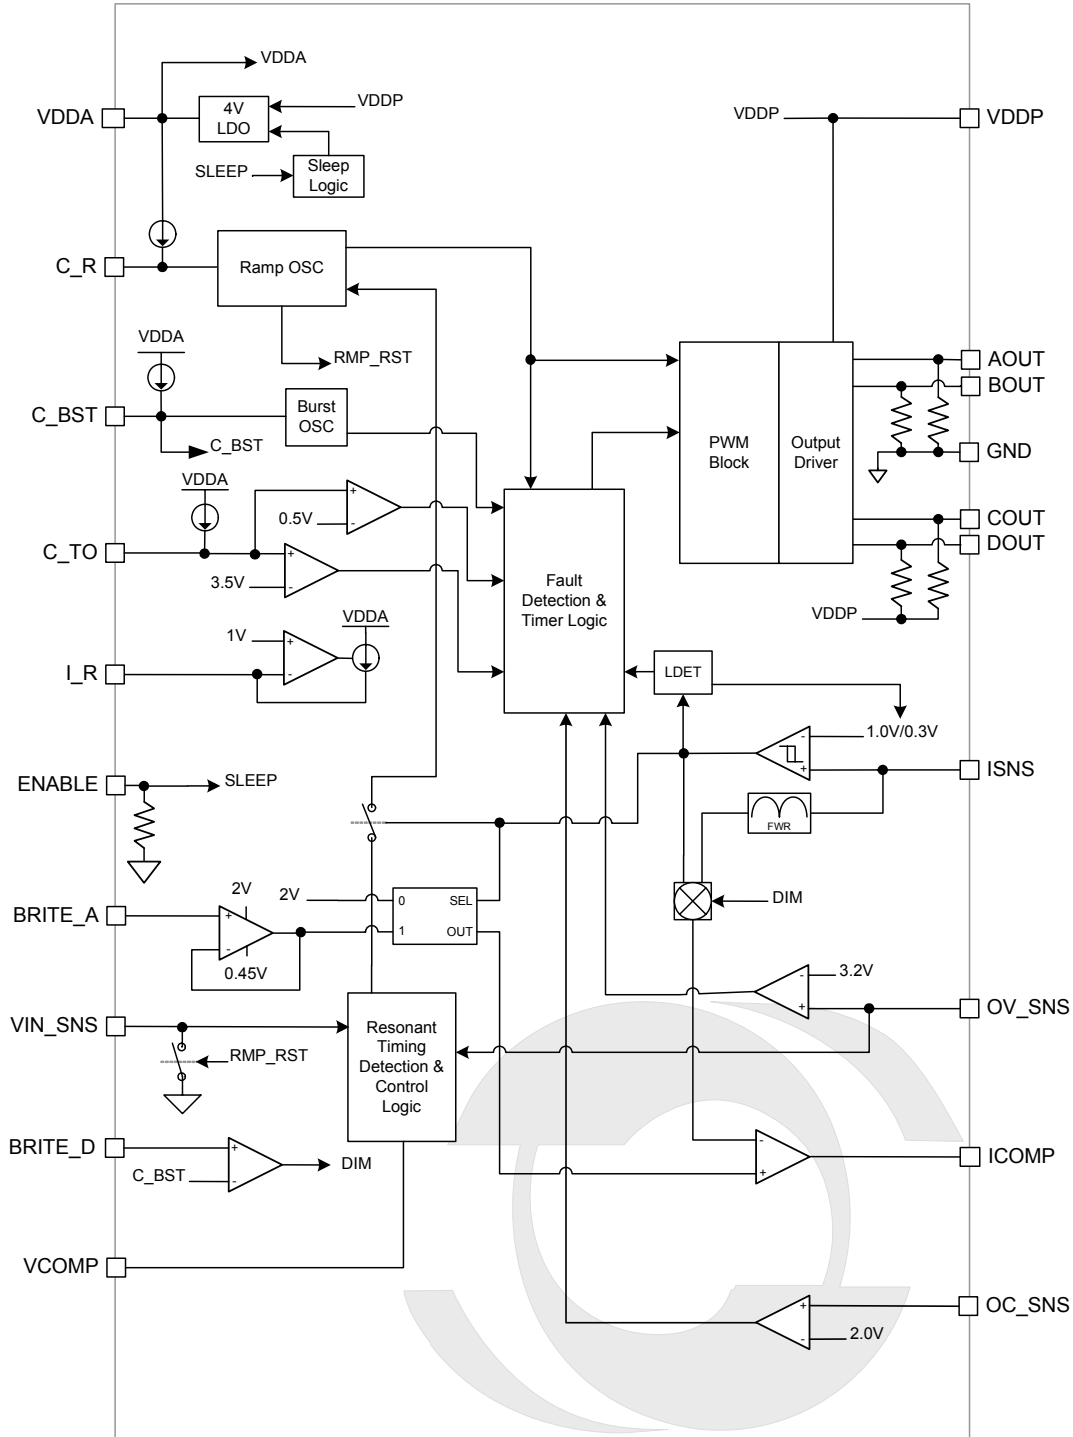 VDDA
VDDA
4V
LDO
VDDP
SLEEP
Sleep
Logic
VDDP
VDDP
C_R
Ramp OSC
RMP_RST
VDDA
C_BST
Burst
OSC
C_BST
PWM
Block
Output
Driver
AOUT
BOUT
GND
COUT
DOUT
VDDP
VDDA
C_TO
+
-
0.5V
+
-
3.5V
Fault
Detection &
Timer Logic
I_R
1V
+
-
VDDA
LDET
1.0V/0.3V
-
+
ISNS
FWR
ENABLE
SLEEP
BRITE_A
2V
+
-
0.45V
2V
0
1
SEL
OUT
DIM
3.2V
-
+
OV_SNS
VIN_SNS
RMP_RST
Resonant
Timing
Detection &
Control
Logic
BRITE_D
C_BST
+
-
DIM
-
+
ICOMP
VCOMP
+
-
2.0V
OC_SNS